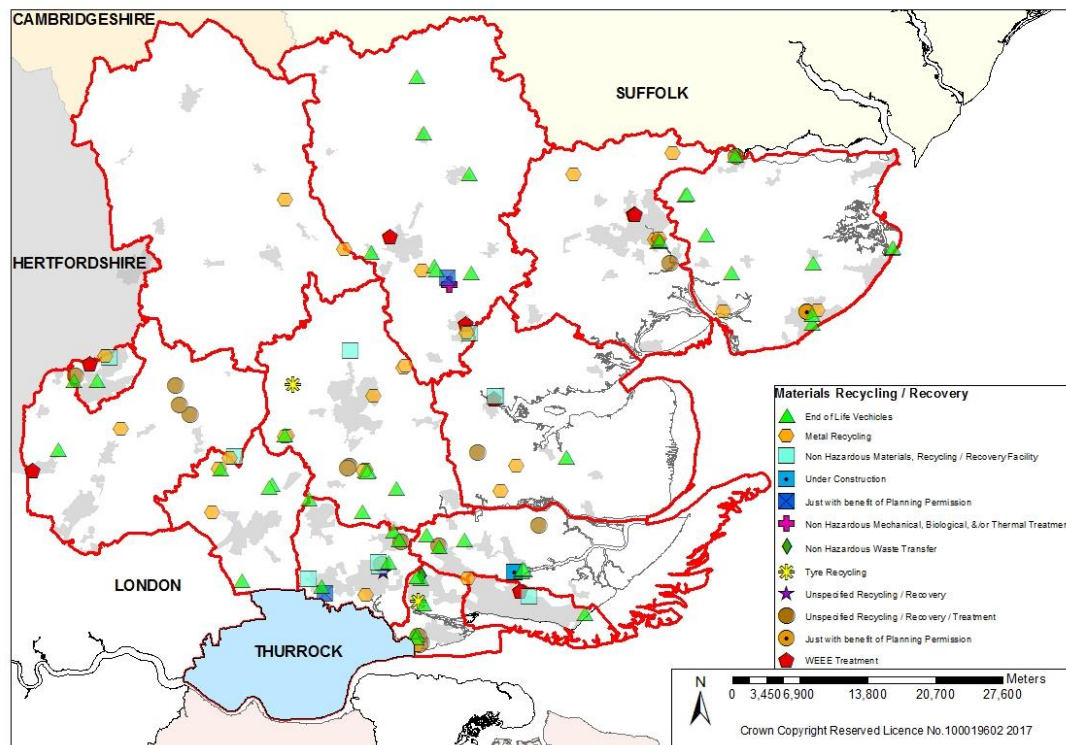 CAMBRIDGESHIRE
SUFFOLK
HERTFORDSHIRE
LONDON
THURROCK
Materials Recycling / Recovery
End of Life Vechicles
Metal Recycling
Non Hazardous Materials, Recycling / Recovery Facility
Under Construction
Just with benefit of Planning Permission
Non Hazardous Mechanical, Biological, &/or Thermal Treatment
Non Hazardous Waste Transfer
Tyre Recycling
Unspecified Recycling / Recovery
Unspecified Recycling / Recovery / Treatment
Just with benefit of Planning Permission
WEEE Treatment
N
Meters
0 3,450 6,900 13,800 20,700 27,600
Crown Copyright Reserved Licence No.100019602 2017